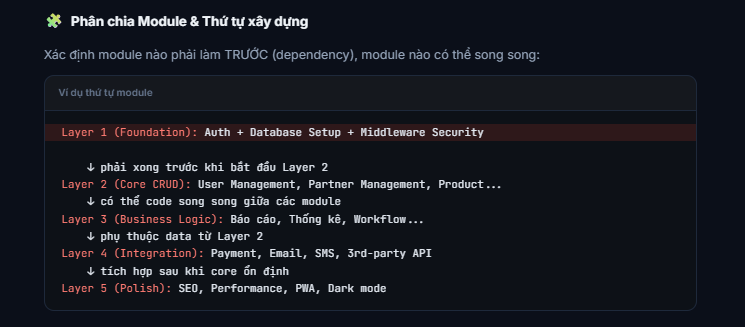 Phân chia Module & Thứ tự xây dựng
Xác định module nào phải làm TRƯỚC (dependency), module nào có thể song song:
Ví dụ thứ tự module
Layer 1 (Foundation): Auth + Database Setup + Middleware Security
↓ phải xong trước khi bắt đầu Layer 2
Layer 2 (Core CRUD): User Management, Partner Management, Product...
↓ có thể code song song giữa các module
Layer 3 (Business Logic): Báo cáo, Thống kê, Workflow...
↓ phụ thuộc data từ Layer 2
Layer 4 (Integration): Payment, Email, SMS, 3rd-party API
↓ tích hợp sau khi core ổn định
Layer 5 (Polish): SEO, Performance, PWA, Dark mode